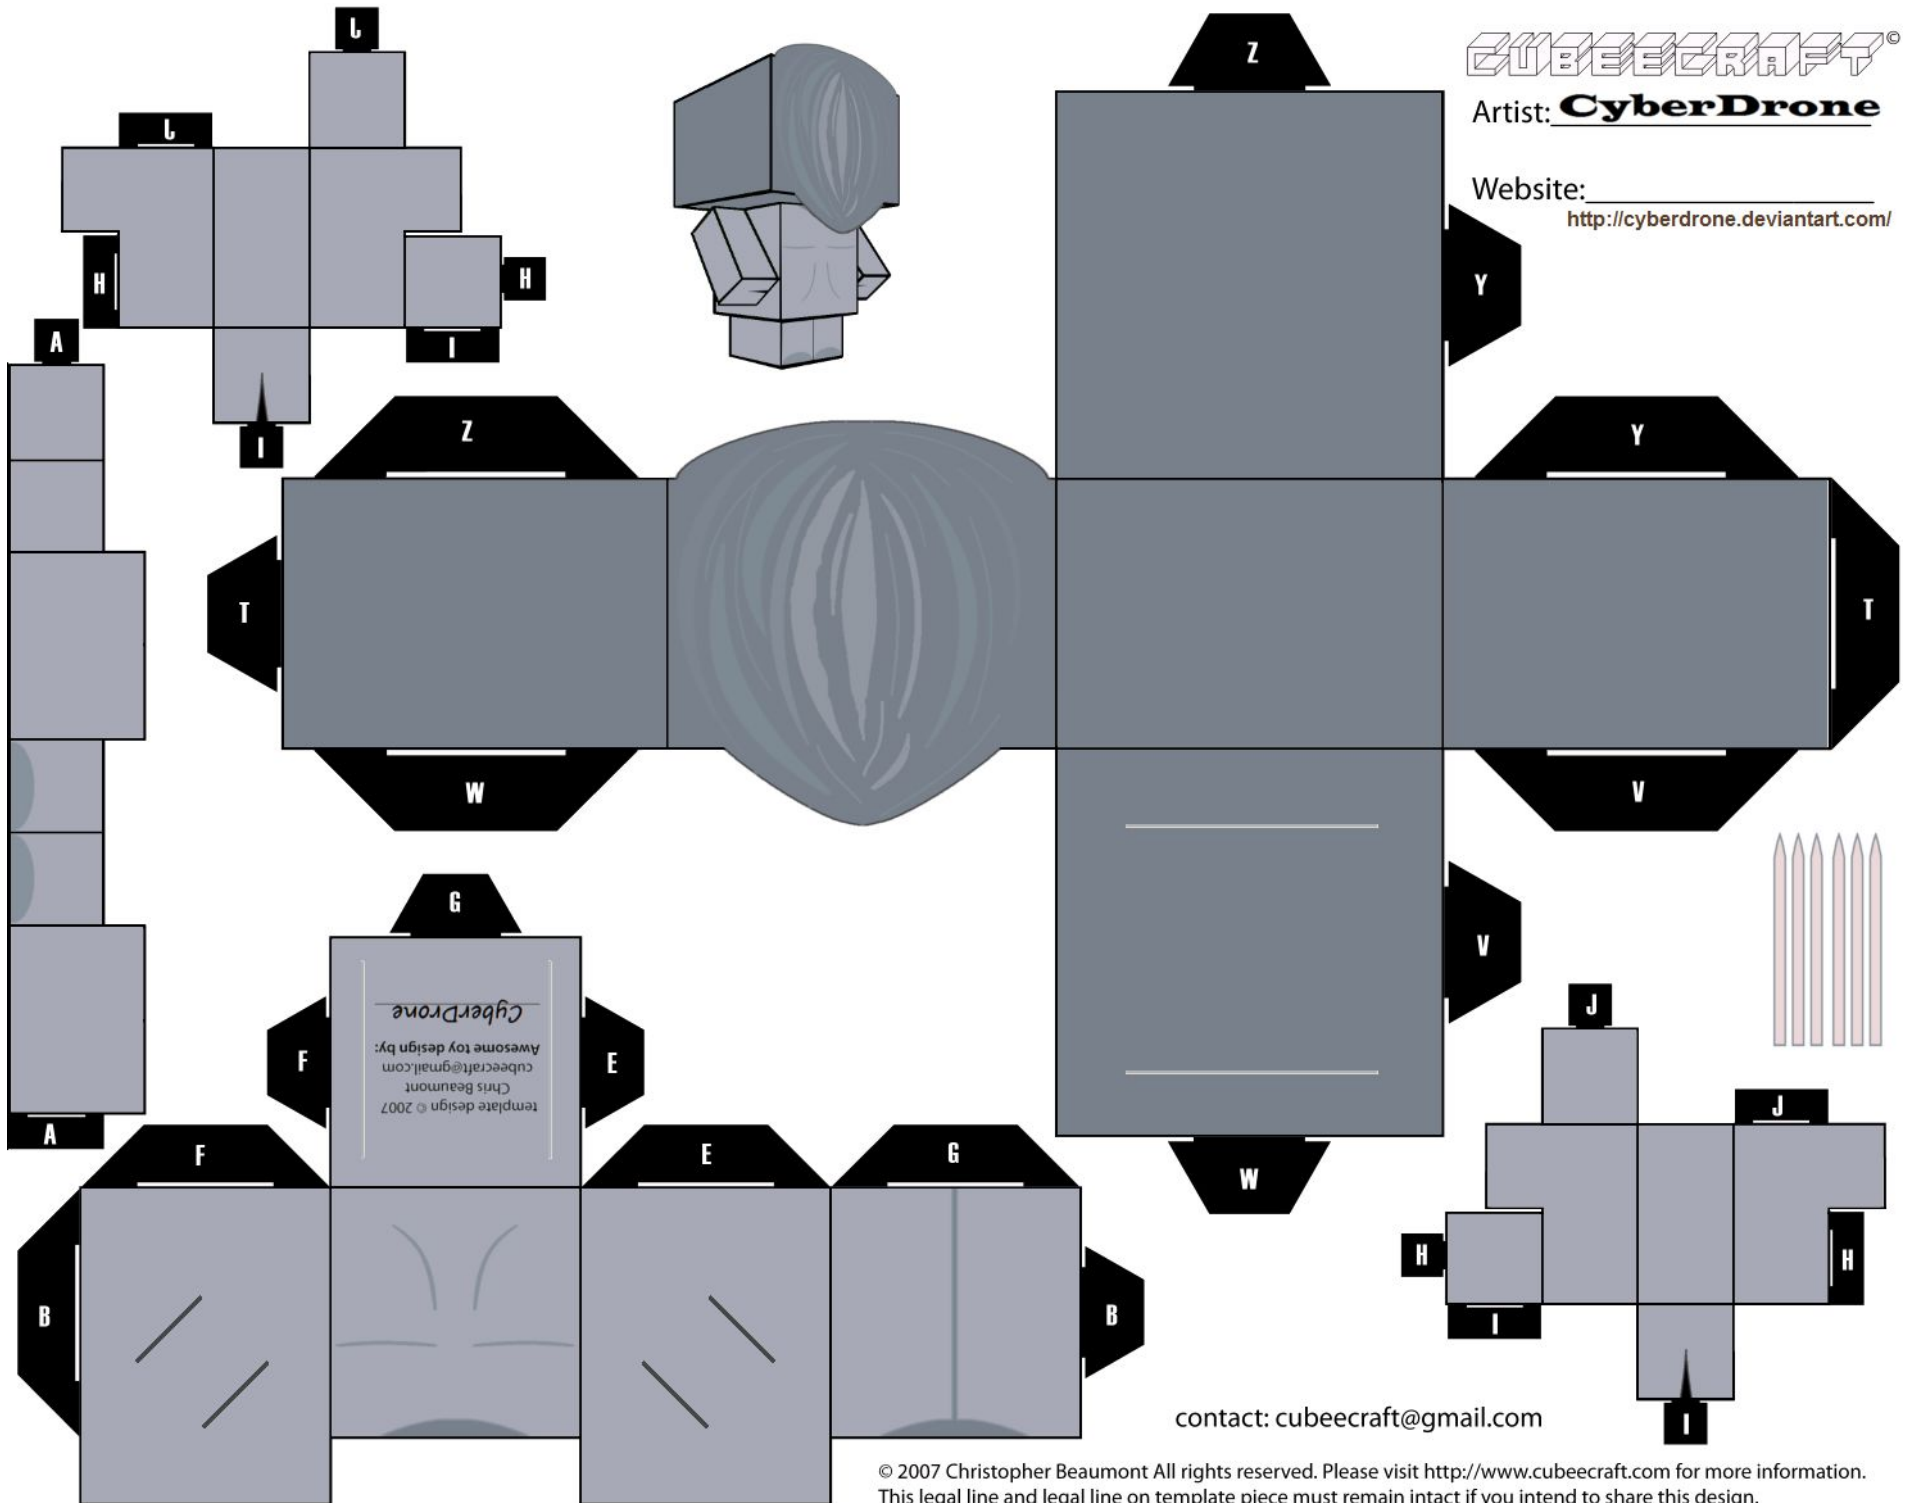 CUBEECRAFT©
Artist: CyberDrone
Website:
http://cyberdrone.deviantart.com/
J
J
H
H
I
I
A
A
Z
Z
Y
Y
T
T
W
W
V
V
G
F
E
CyberDrone
Awesome toy design by:
cubeecraft@gmail.com
Chris Beaumont
template design © 2007
F
E
G
B
B
J
J
H
H
I
I
contact: cubeecraft@gmail.com
© 2007 Christopher Beaumont All rights reserved. Please visit http://www.cubeecraft.com for more information.
This legal line and legal line on template piece must remain intact if you intend to share this design.